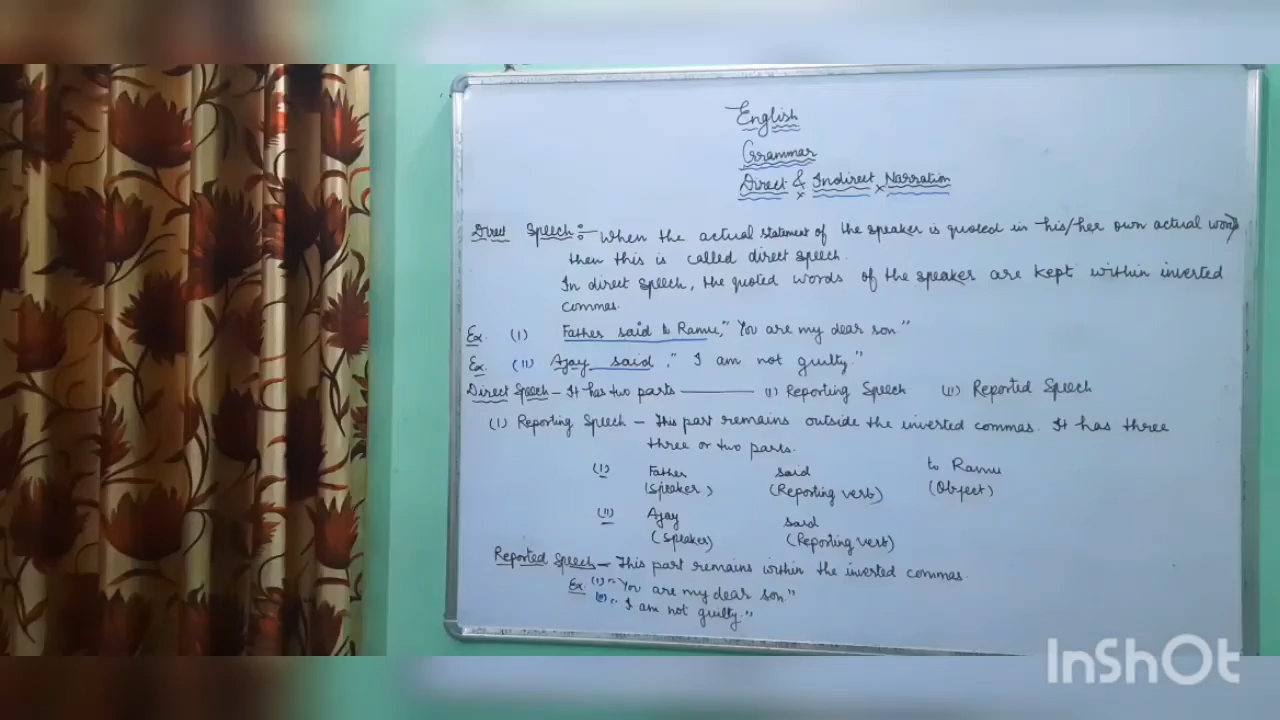 English
Grammar
Direct & Indirect Narration
Direct Speech:- When the actual statement of the speaker is quoted in his/her own actual words
then this is called direct speech.
In direct speech, the quoted words of the speaker are kept within inverted
commas.
Ex. (I) Father said to Ramu, "You are my dear son."
Ex. (II) Ajay said, "I am not guilty."
Direct Speech - It has two parts ——— (I) Reporting Speech (II) Reported Speech
(I) Reporting Speech - This part remains outside the inverted commas. It has three
three or two parts.
(I) Father said to Ramu
(Speaker) (Reporting verb) (Object)
(II) Ajay said
(Speaker) (Reporting verb)
Reported Speech - This part remains within the inverted commas.
Ex. (I) "You are my dear son."
(II) "I am not guilty."
InShOt